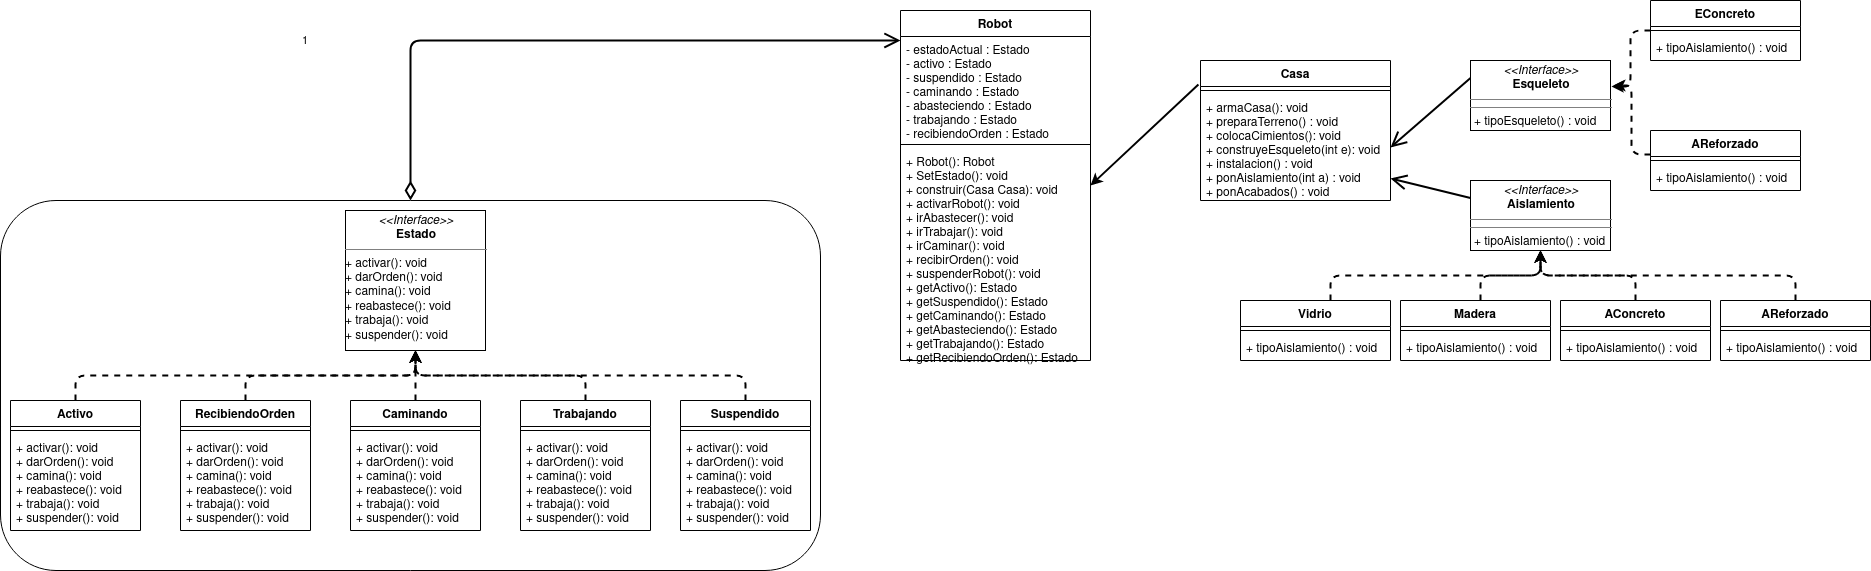 1
Robot
- estadoActual : Estado
- activo : Estado
- suspendido : Estado
- caminando : Estado
- abasteciendo : Estado
- trabajando : Estado
- recibiendoOrden : Estado
+ Robot(): Robot
+ SetEstado(): void
+ construir(Casa Casa): void
+ activarRobot(): void
+ irAbastecer(): void
+ irTrabajar(): void
+ irCaminar(): void
+ recibirOrden(): void
+ suspenderRobot(): void
+ getActivo(): Estado
+ getSuspendido(): Estado
+ getCaminando(): Estado
+ getAbasteciendo(): Estado
+ getTrabajando(): Estado
+ getRecibiendoOrden(): Estado
Casa
+ armaCasa(): void
+ preparaTerreno() : void
+ colocaCimientos(): void
+ construyeEsqueleto(int e): void
+ instalacion() : void
+ ponAislamiento(int a) : void
+ ponAcabados() : void
<<Interface>>
Esqueleto
+ tipoEsqueleto() : void
EConcreto
+ tipoAislamiento() : void
AReforzado
+ tipoAislamiento() : void
<<Interface>>
Aislamiento
+ tipoAislamiento() : void
Vidrio
+ tipoAislamiento() : void
Madera
+ tipoAislamiento() : void
AConcreto
+ tipoAislamiento() : void
AReforzado
+ tipoAislamiento() : void
<<Interface>>
Estado
+ activar(): void
+ darOrden(): void
+ camina(): void
+ reabastece(): void
+ trabaja(): void
+ suspender(): void
Activo
+ activar(): void
+ darOrden(): void
+ camina(): void
+ reabastece(): void
+ trabaja(): void
+ suspender(): void
RecibiendoOrden
+ activar(): void
+ darOrden(): void
+ camina(): void
+ reabastece(): void
+ trabaja(): void
+ suspender(): void
Caminando
+ activar(): void
+ darOrden(): void
+ camina(): void
+ reabastece(): void
+ trabaja(): void
+ suspender(): void
Trabajando
+ activar(): void
+ darOrden(): void
+ camina(): void
+ reabastece(): void
+ trabaja(): void
+ suspender(): void
Suspendido
+ activar(): void
+ darOrden(): void
+ camina(): void
+ reabastece(): void
+ trabaja(): void
+ suspender(): void